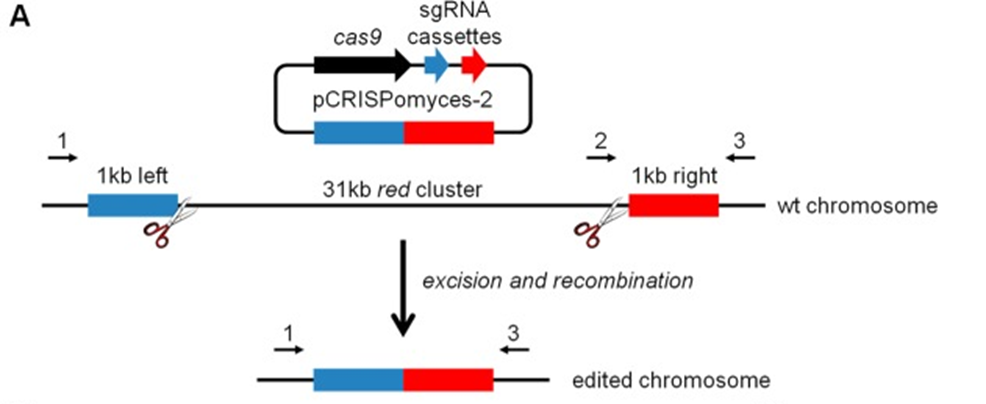 A
sgRNA
cas9 cassettes
pCRISPomyces-2
1 2 3
1kb left 1kb right
31kb red cluster
wt chromosome
excision and recombination
1 3
edited chromosome